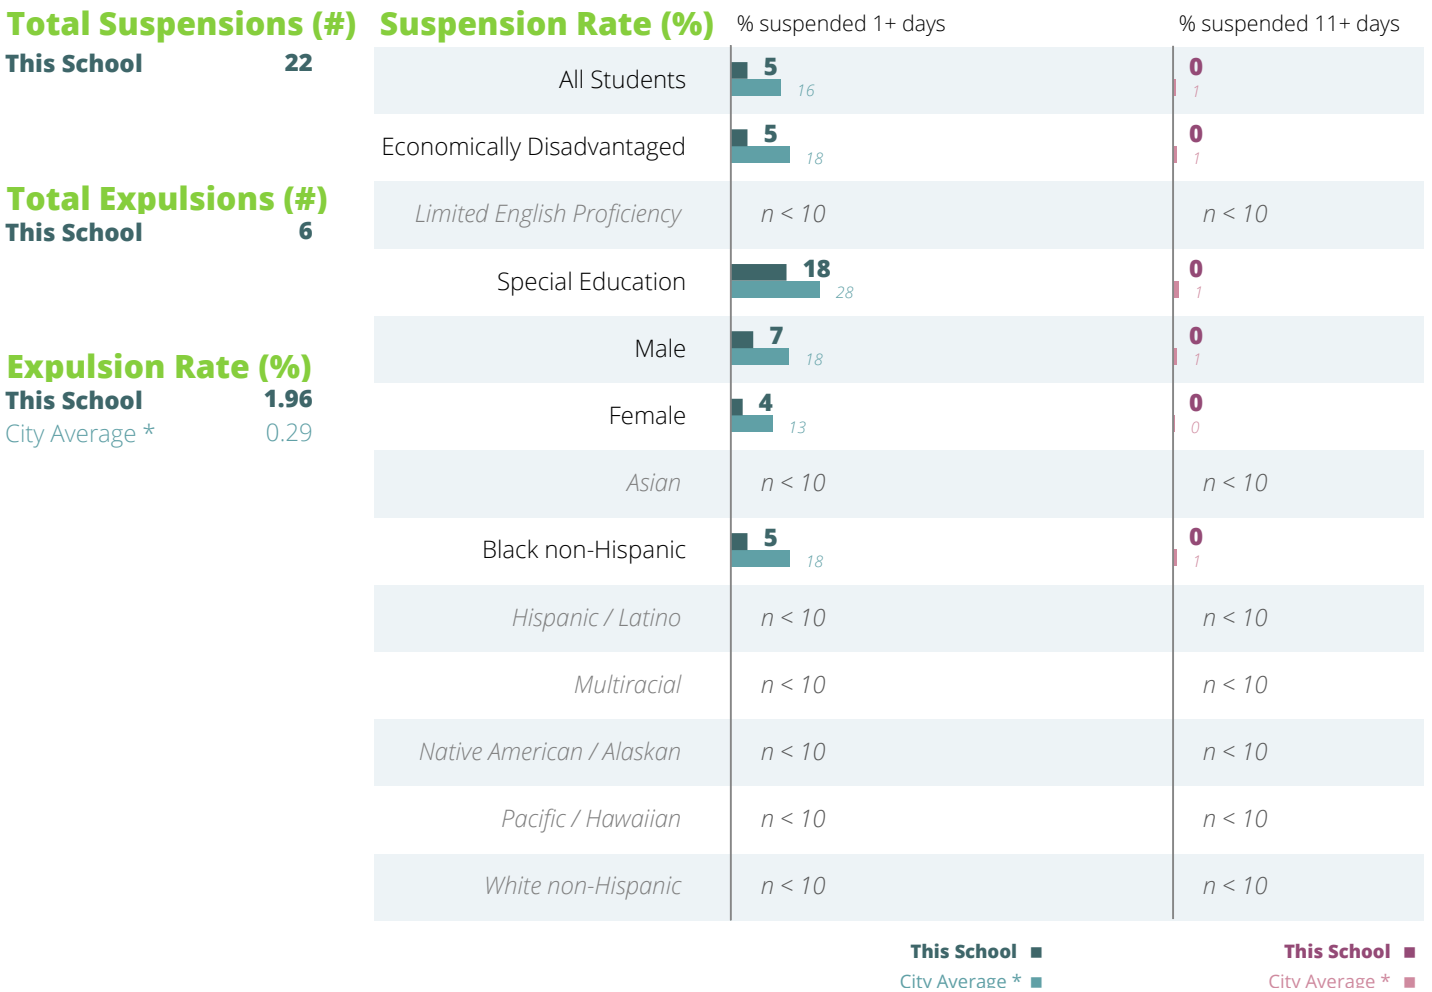 Total Suspensions (#)
This School 22
Total Expulsions (#)
This School 6
Expulsion Rate (%)
This School 1.96
City Average * 0.29
Suspension Rate (%) % suspended 1+ days % suspended 11+ days
All Students 5 16 0 1
Economically Disadvantaged 5 18 0 1
Limited English Proficiency n < 10 n < 10
Special Education 18 28 0 1
Male 7 18 0 1
Female 4 13 0 0
Asian n < 10 n < 10
Black non-Hispanic 5 18 0 1
Hispanic / Latino n < 10 n < 10
Multiracial n < 10 n < 10
Native American / Alaskan n < 10 n < 10
Pacific / Hawaiian n < 10 n < 10
White non-Hispanic n < 10 n < 10
This School This School
City Average * City Average *